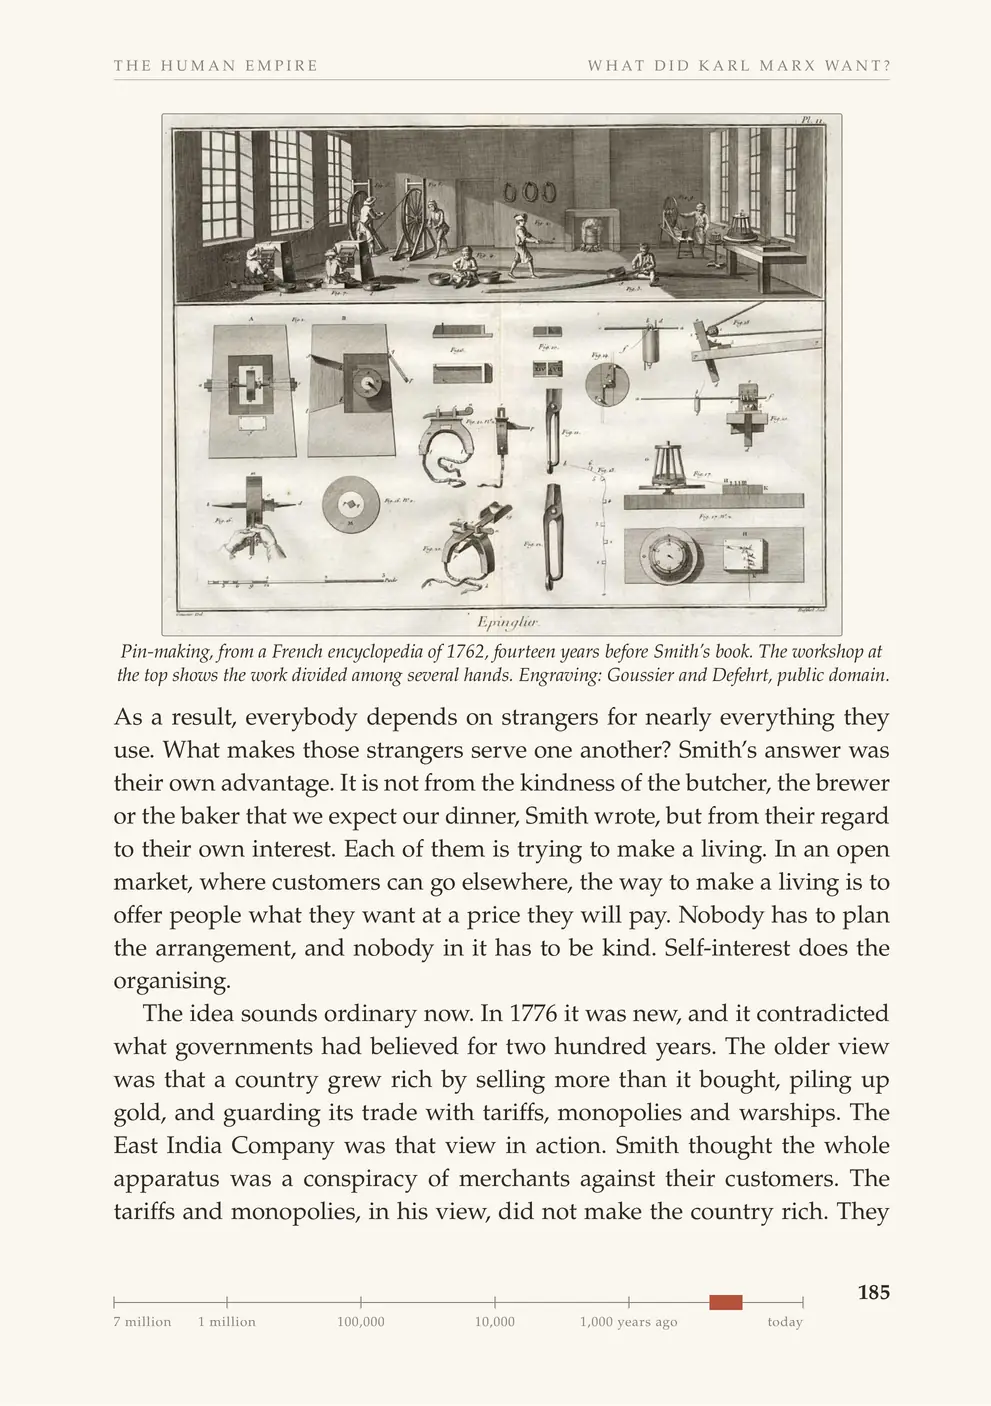 THE HUMAN EMPIRE
WHAT DID KARL MARX WANT?
Pl. II.
A
B
Epinglier.
Pin-making, from a French encyclopedia of 1762, fourteen years before Smith’s book. The workshop at
the top shows the work divided among several hands. Engraving: Goussier and Defehrt, public domain.
As a result, everybody depends on strangers for nearly everything they
use. What makes those strangers serve one another? Smith’s answer was
their own advantage. It is not from the kindness of the butcher, the brewer
or the baker that we expect our dinner, Smith wrote, but from their regard
to their own interest. Each of them is trying to make a living. In an open
market, where customers can go elsewhere, the way to make a living is to
offer people what they want at a price they will pay. Nobody has to plan
the arrangement, and nobody in it has to be kind. Self-interest does the
organising.
The idea sounds ordinary now. In 1776 it was new, and it contradicted
what governments had believed for two hundred years. The older view
was that a country grew rich by selling more than it bought, piling up
gold, and guarding its trade with tariffs, monopolies and warships. The
East India Company was that view in action. Smith thought the whole
apparatus was a conspiracy of merchants against their customers. The
tariffs and monopolies, in his view, did not make the country rich. They
185
7 million
1 million
100,000
10,000
1,000 years ago
today